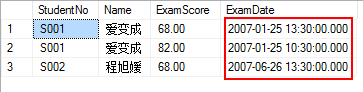 StudentNo Name ExamScore ExamDate
1 S001 爱变成 68.00 2007-01-25 13:30:00.000
2 S001 爱变成 82.00 2007-01-25 10:30:00.000
3 S002 程旭媛 68.00 2007-06-26 13:30:00.000